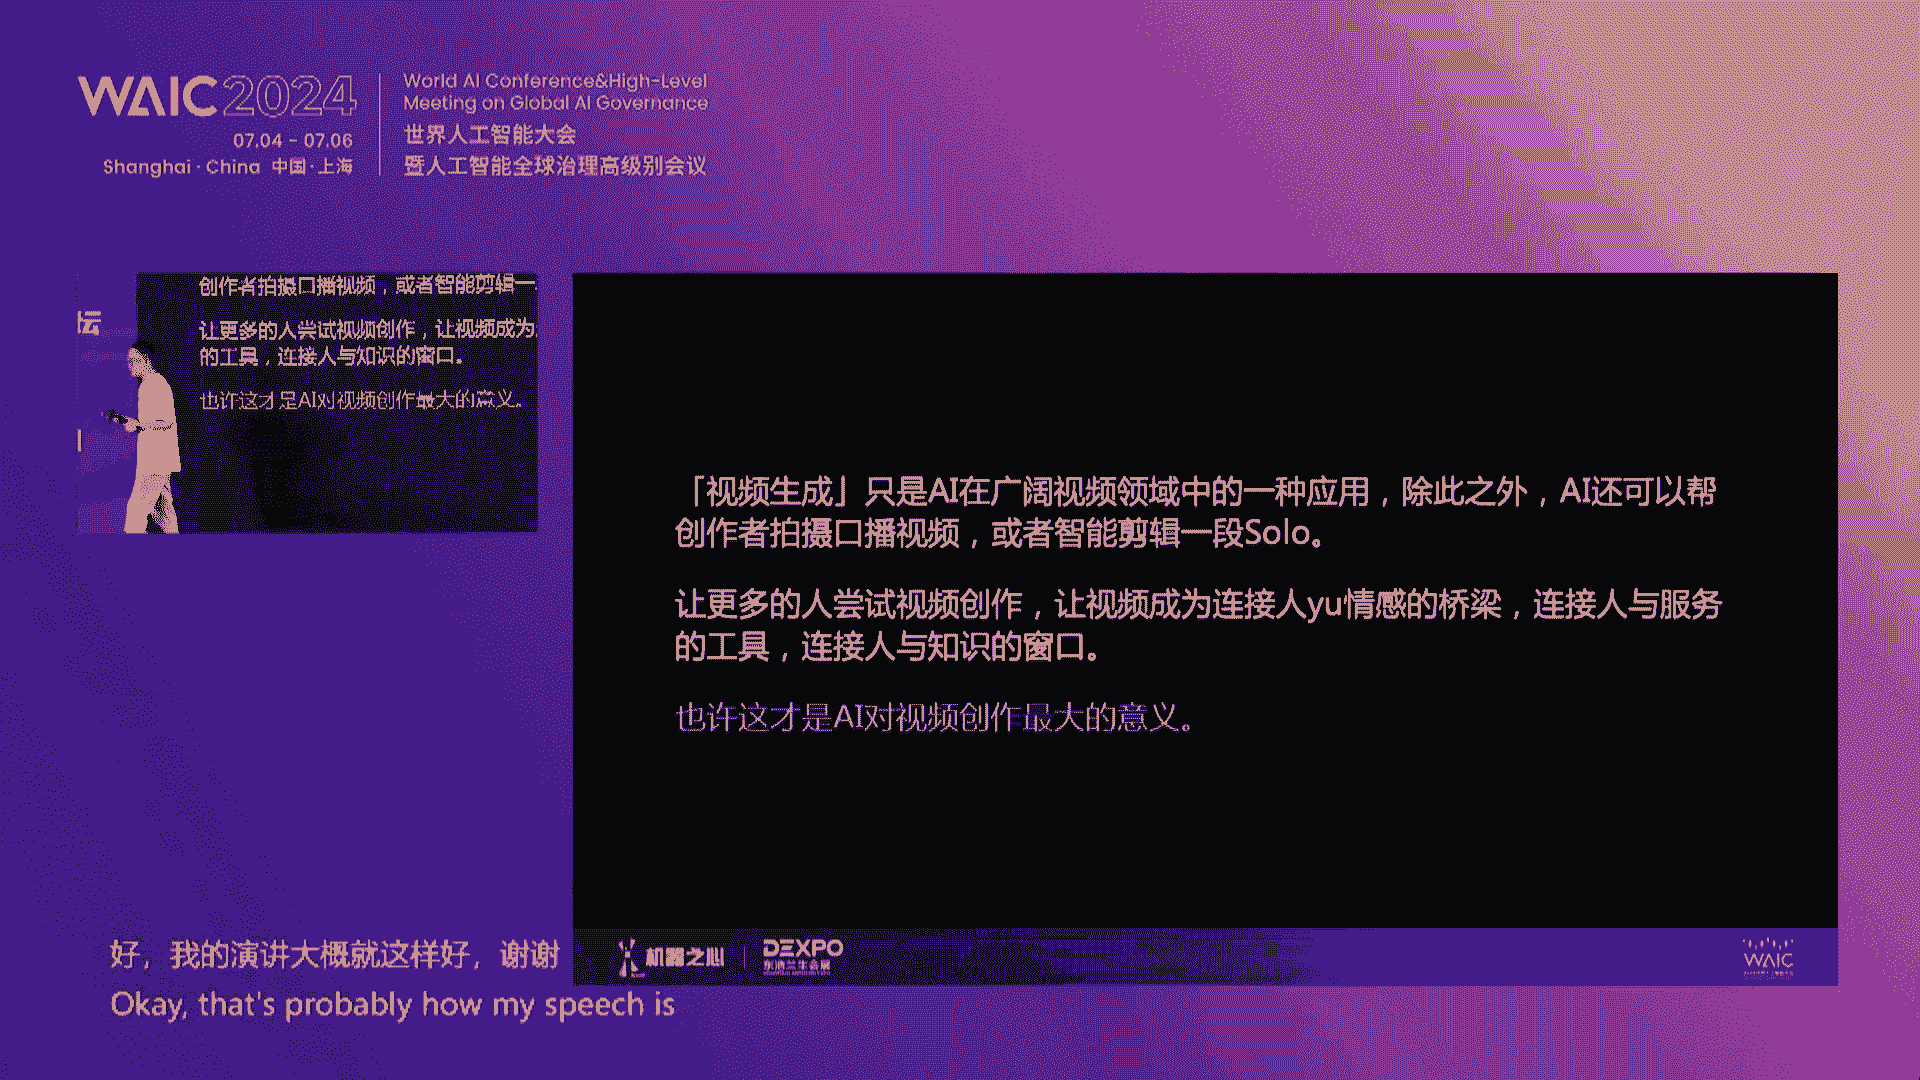 WAIC 2024
07.04 - 07.06
Shanghai · China 中国·上海
World AI Conference&High-Level
Meeting on Global AI Governance
世界人工智能大会
暨人工智能全球治理高级别会议
坛
创作者拍摄口播视频，或者智能剪辑一
让更多的人尝试视频创作，让视频成为
的工具，连接人与知识的窗口。
也许这才是AI对视频创作最大的意义。
「视频生成」只是AI在广阔视频领域中的一种应用，除此之外，AI还可以帮
创作者拍摄口播视频，或者智能剪辑一段Solo。
让更多的人尝试视频创作，让视频成为连接人yu情感的桥梁，连接人与服务
的工具，连接人与知识的窗口。
也许这才是AI对视频创作最大的意义。
机器之心
DEXPO
东浩兰生会展
WAIC
好，我的演讲大概就这样好，谢谢
Okay, that's probably how my speech is